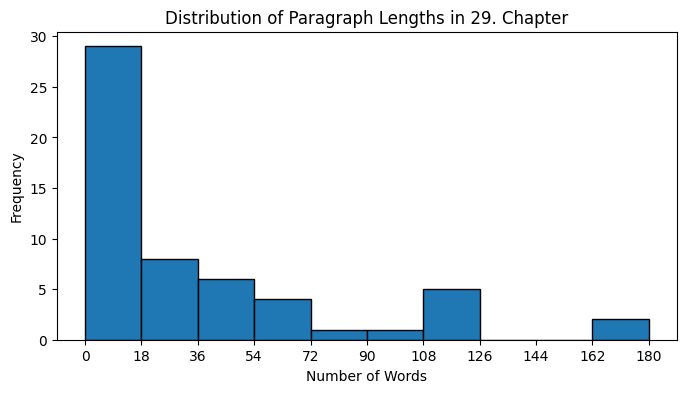 Distribution of Paragraph Lengths in 29. Chapter
30
25
20
15
10
5
0
Frequency
0 18 36 54 72 90 108 126 144 162 180
Number of Words